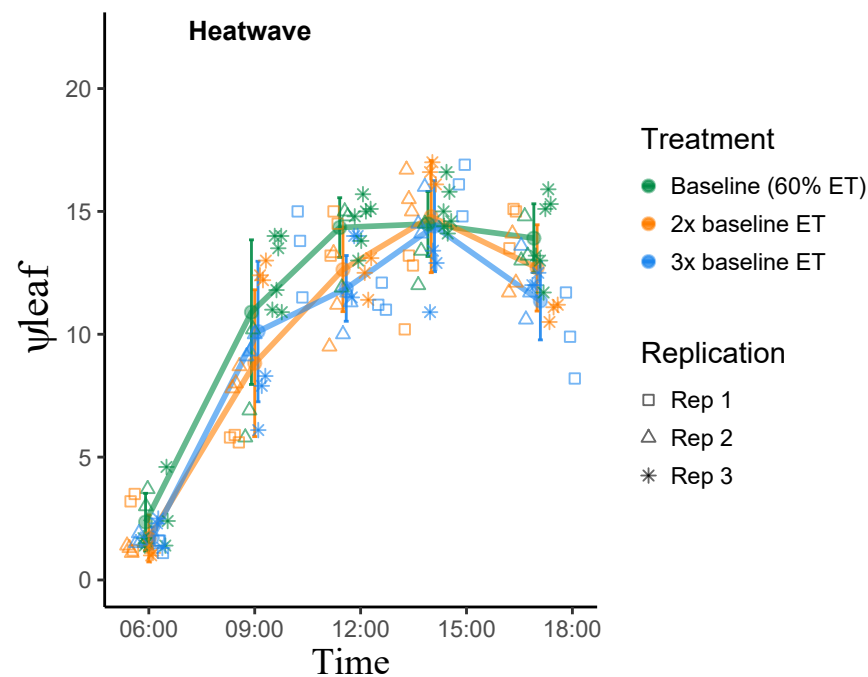 Heatwave
ψleaf
20
15
10
5
0
06:00 09:00 12:00 15:00 18:00
Time
Treatment
Baseline (60% ET)
2x baseline ET
3x baseline ET
Replication
Rep 1
Rep 2
Rep 3